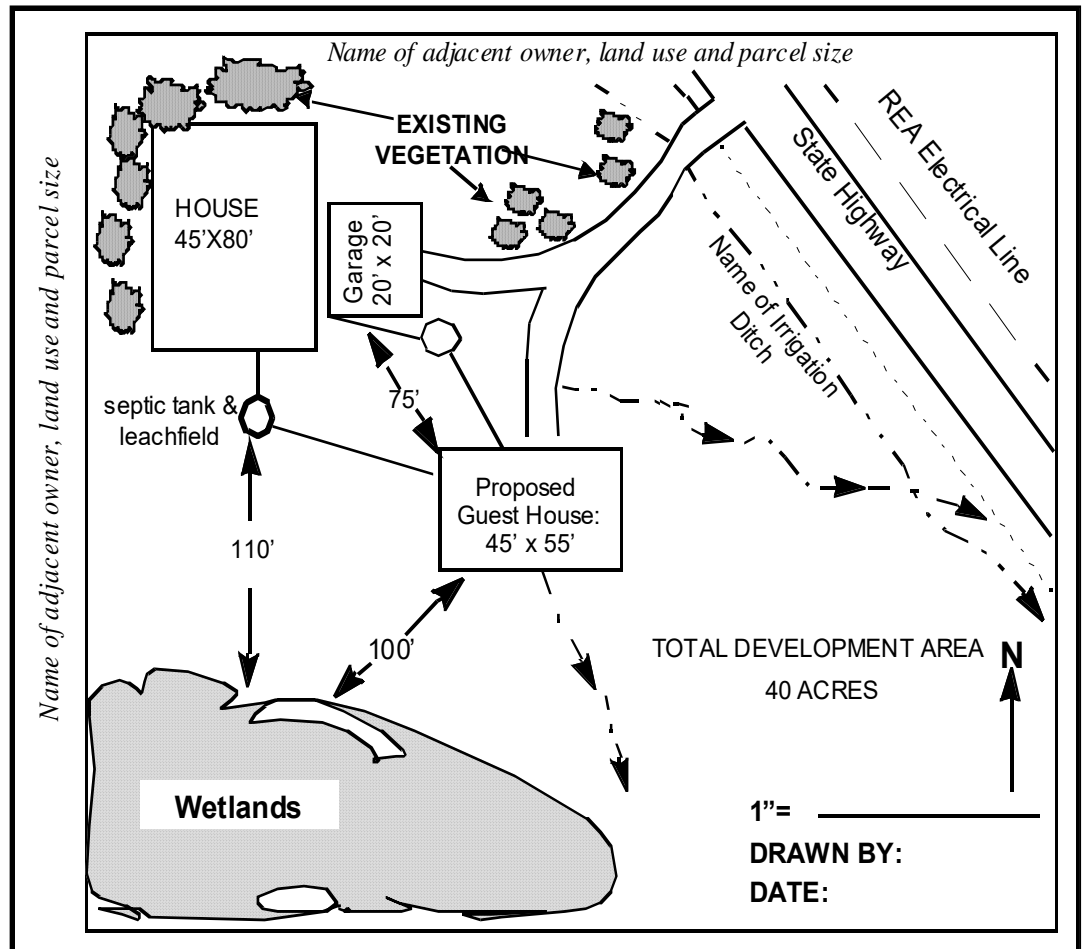 Name of adjacent owner, land use and parcel size
Name of adjacent owner, land use and parcel size
EXISTING
VEGETATION
HOUSE
45'X80'
Garage
20' x 20'
State Highway
REA Electrical Line
Name of Irrigation
Ditch
septic tank &
leachfield
75'
Proposed
Guest House:
45' x 55'
110'
100'
TOTAL DEVELOPMENT AREA
40 ACRES
N
Wetlands
1”=
DRAWN BY:
DATE: